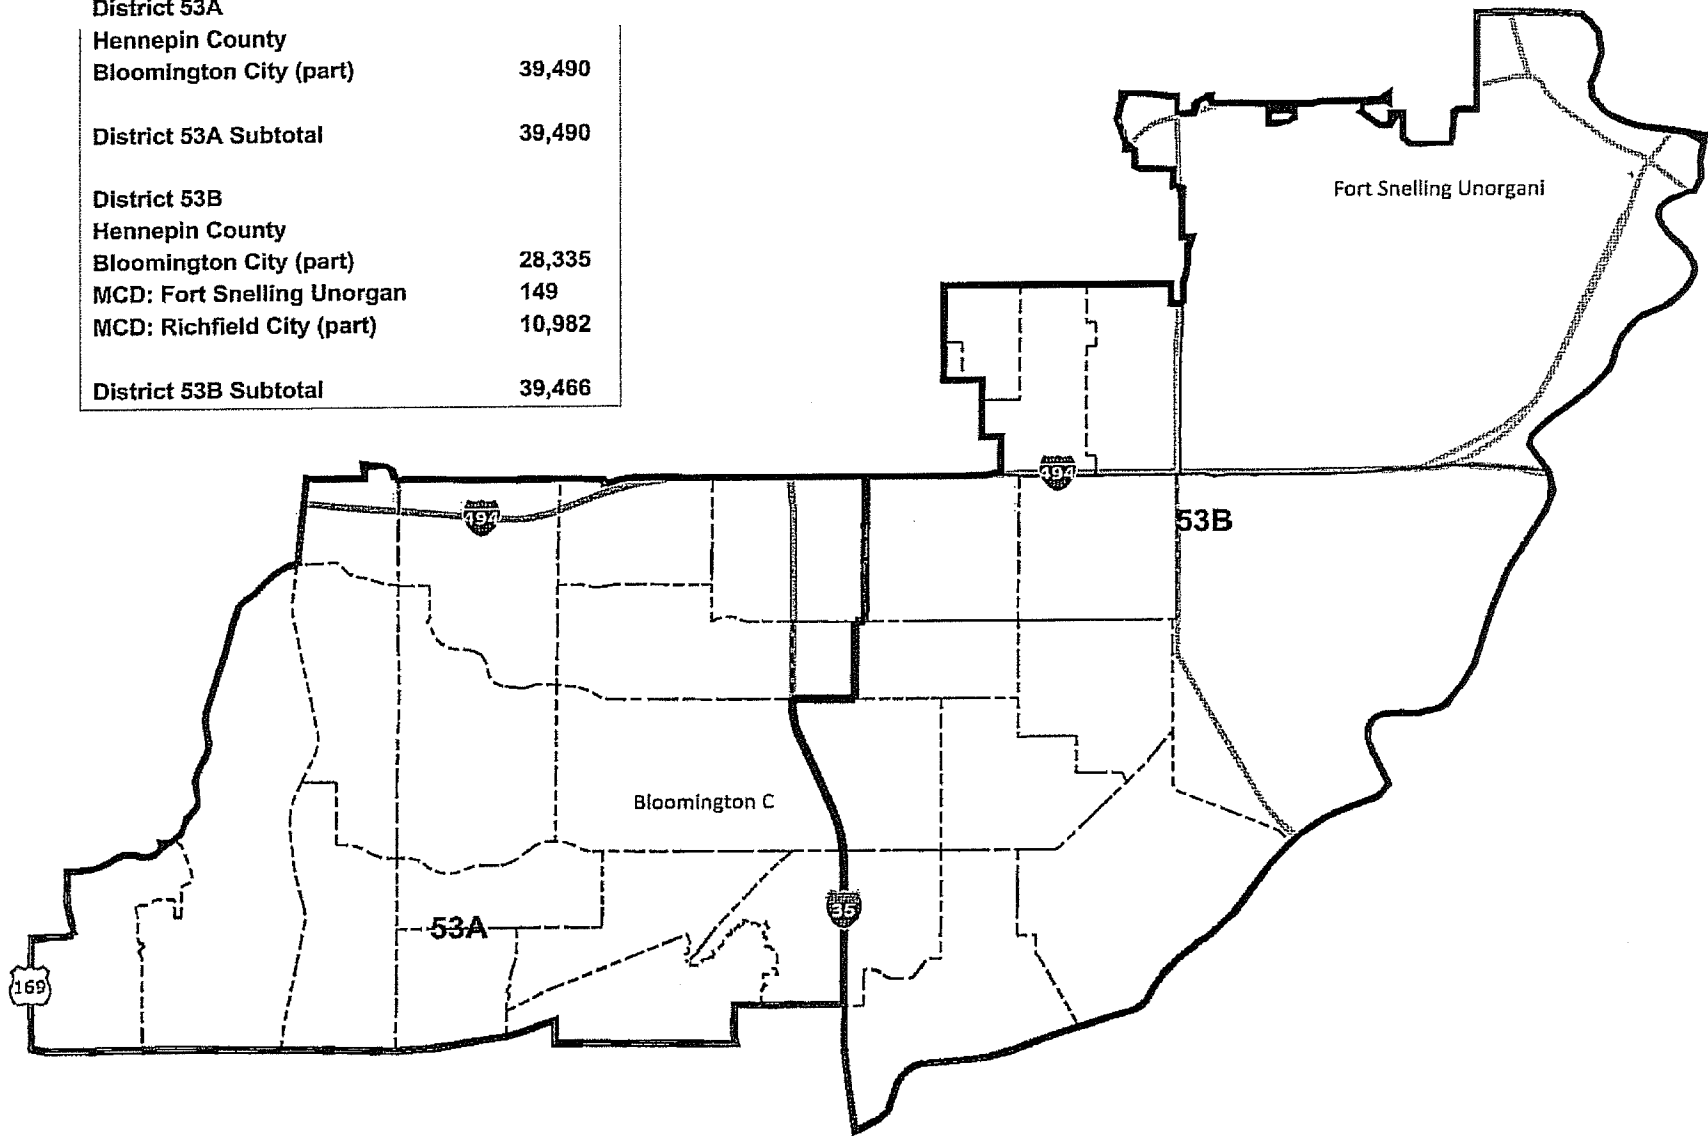 District 53A
Hennepin County
Bloomington City (part) 39,490
District 53A Subtotal 39,490
District 53B
Hennepin County
Bloomington City (part) 28,335
MCD: Fort Snelling Unorgan 149
MCD: Richfield City (part) 10,982
District 53B Subtotal 39,466
Fort Snelling Unorgani
494
494
53B
Bloomington C
35
53A
169